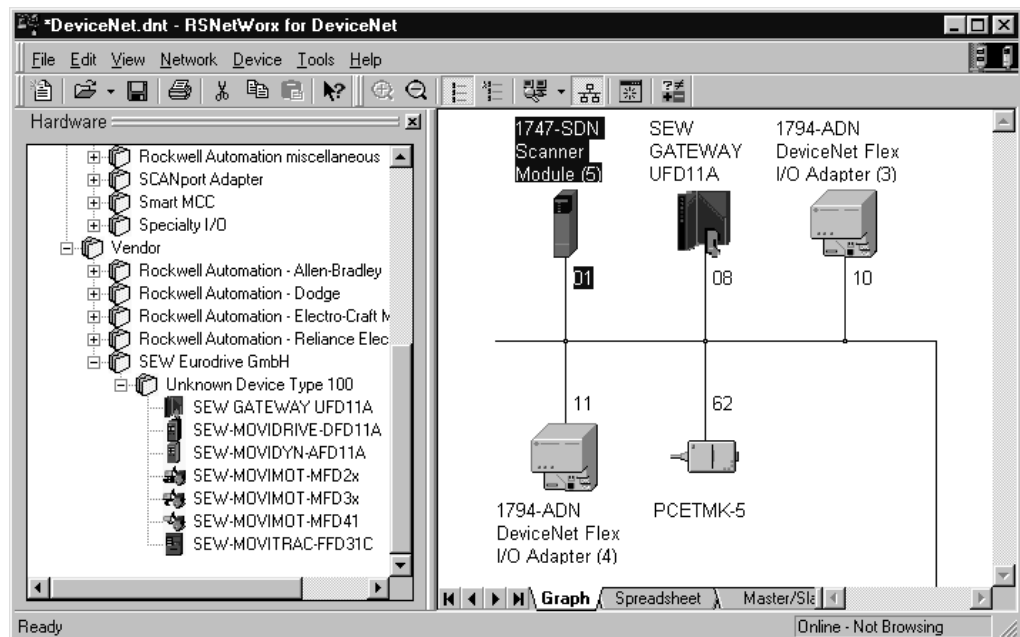 *DeviceNet.dnt - RSNetWorx for DeviceNet
File Edit View Network Device Tools Help
Hardware
Rockwell Automation miscellaneous
SCANport Adapter
Smart MCC
Specialty I/O
Vendor
Rockwell Automation - Allen-Bradley
Rockwell Automation - Dodge
Rockwell Automation - Electro-Craft M
Rockwell Automation - Reliance Elec
SEW Eurodrive GmbH
Unknown Device Type 100
SEW GATEWAY UFD11A
SEW-MOVIDRIVE-DFD11A
SEW-MOVIDYN-AFD11A
SEW-MOVIMOT-MFD2x
SEW-MOVIMOT-MFD3x
SEW-MOVIMOT-MFD41
SEW-MOVITRAC-FFD31C
1747-SDN
Scanner
Module (5)
01
SEW
GATEWAY
UFD11A
08
1794-ADN
DeviceNet Flex
I/O Adapter (3)
10
11
1794-ADN
DeviceNet Flex
I/O Adapter (4)
62
PCETMK-5
Graph Spreadsheet Master/Sla
Ready
Online - Not Browsing